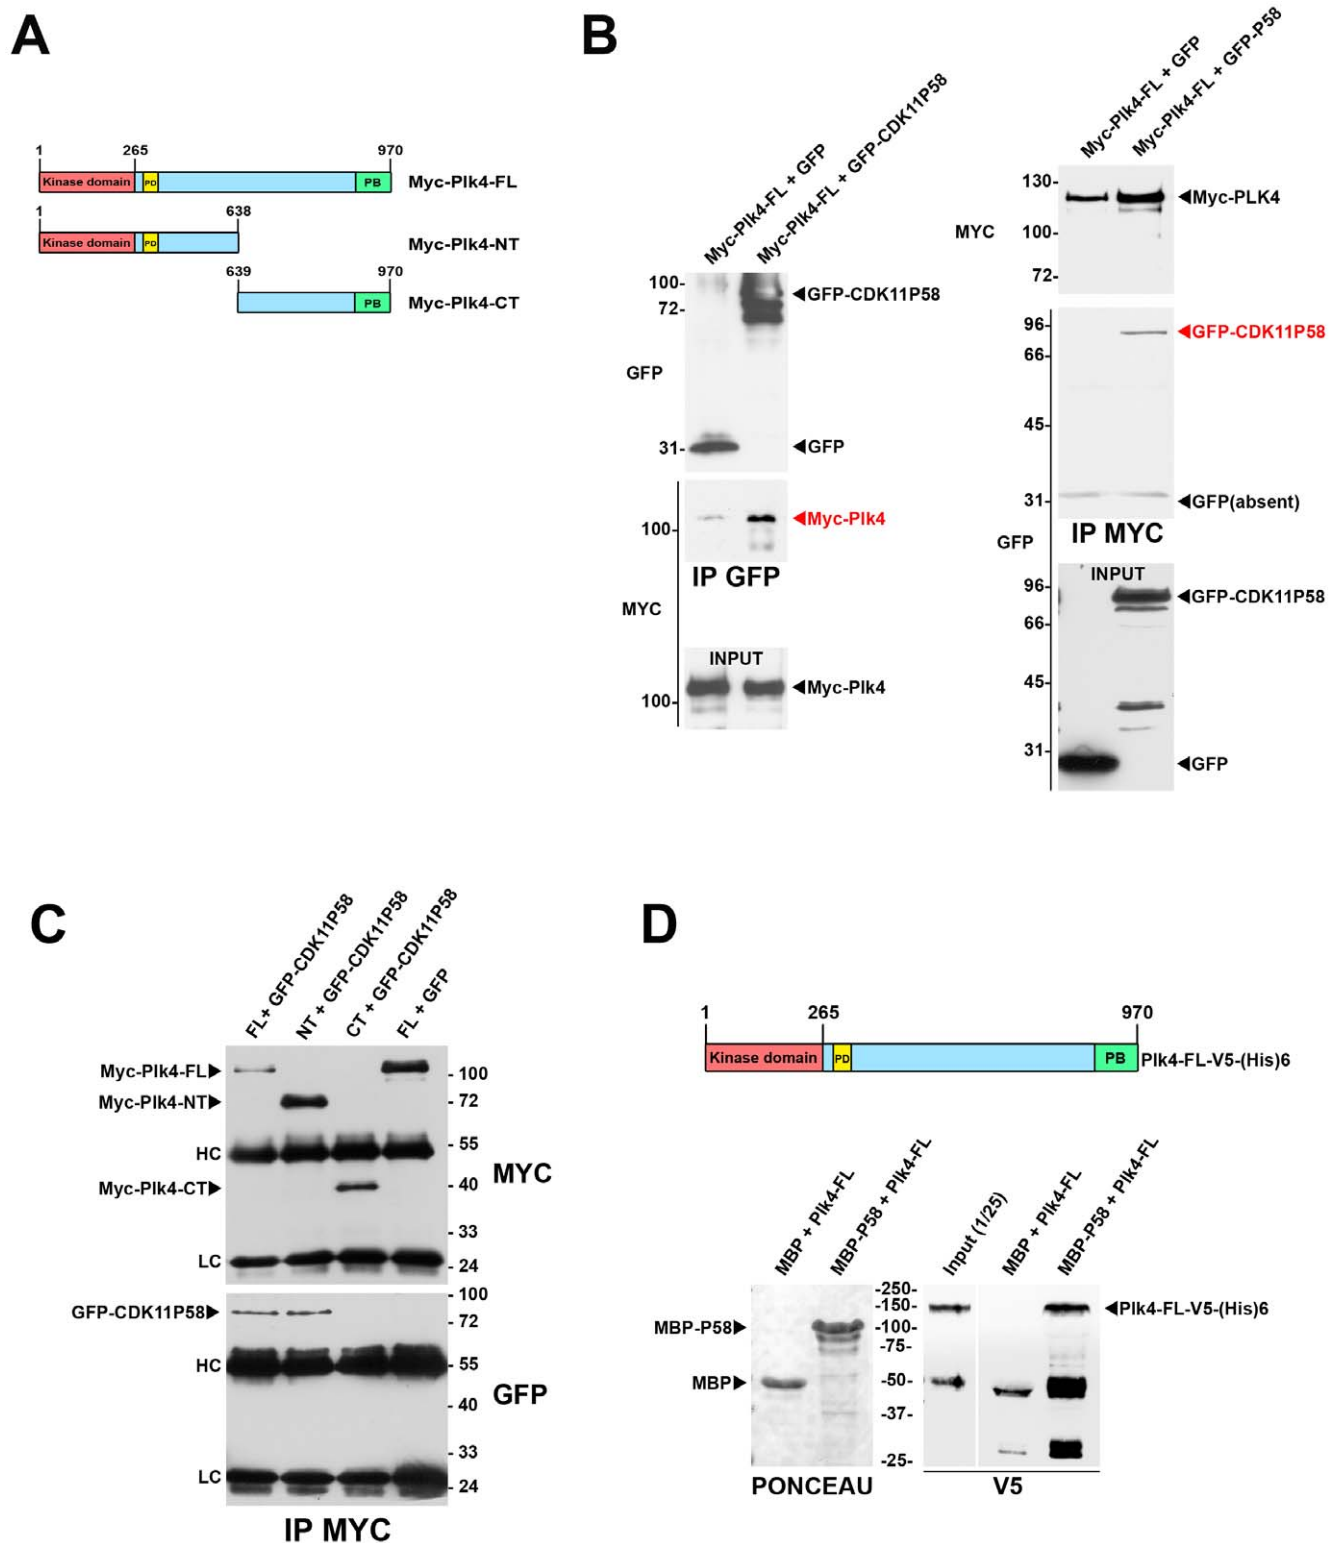 A
1 265 970
Kinase domain PD PB Myc-Plk4-FL
1 638
Kinase domain PD Myc-Plk4-NT
639 970
PB Myc-Plk4-CT
B
Myc-Plk4-FL + GFP
Myc-Plk4-FL + GFP-CDK11P58
100-
72-
GFP-CDK11P58
GFP
31-
GFP
100-
Myc-Plk4
IP GFP
MYC
INPUT
100-
Myc-Plk4
Myc-Plk4-FL + GFP
Myc-Plk4-FL + GFP-P58
130-
Myc-PLK4
MYC
100-
72-
96-
GFP-CDK11P58
66-
45-
31-
GFP(absent)
GFP
IP MYC
INPUT
96-
GFP-CDK11P58
66-
45-
31-
GFP
C
FL+ GFP-CDK11P58
NT + GFP-CDK11P58
CT + GFP-CDK11P58
FL + GFP
Myc-Plk4-FL
- 100
Myc-Plk4-NT
- 72
HC
- 55
MYC
Myc-Plk4-CT
- 40
- 33
LC
- 24
- 100
GFP-CDK11P58
- 72
HC
- 55
GFP
- 40
- 33
LC
- 24
IP MYC
D
1 265 970
Kinase domain PD PB Plk4-FL-V5-(His)6
MBP + Plk4-FL
MBP-P58 + Plk4-FL
Input (1/25)
MBP + Plk4-FL
MBP-P58 + Plk4-FL
-250-
-150-
Plk4-FL-V5-(His)6
MBP-P58
-100-
-75-
MBP
-50-
-37-
-25-
PONCEAU V5